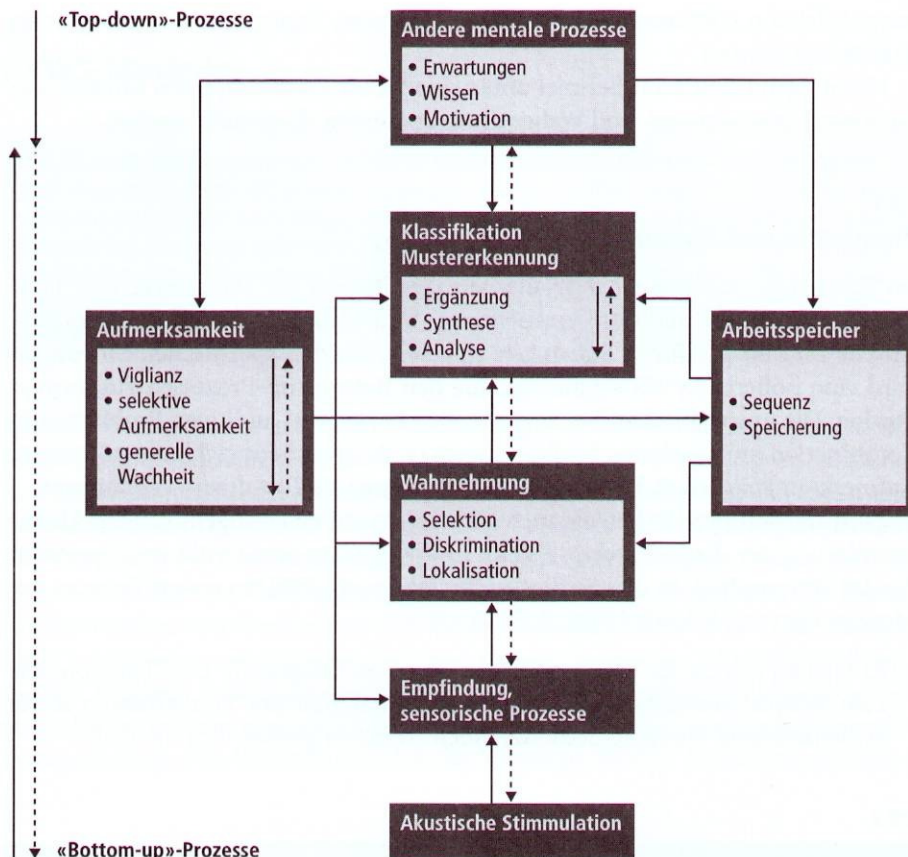 «Top-down»-Prozesse
Andere mentale Prozesse
• Erwartungen
• Wissen
• Motivation
Klassifikation
Mustererkennung
• Ergänzung
• Synthese
• Analyse
Aufmerksamkeit
• Viglianz
• selektive
Aufmerksamkeit
• generelle
Wachheit
Arbeitsspeicher
• Sequenz
• Speicherung
Wahrnehmung
• Selektion
• Diskrimination
• Lokalisation
Empfindung,
sensorische Prozesse
Akustische Stimmulation
«Bottom-up»-Prozesse